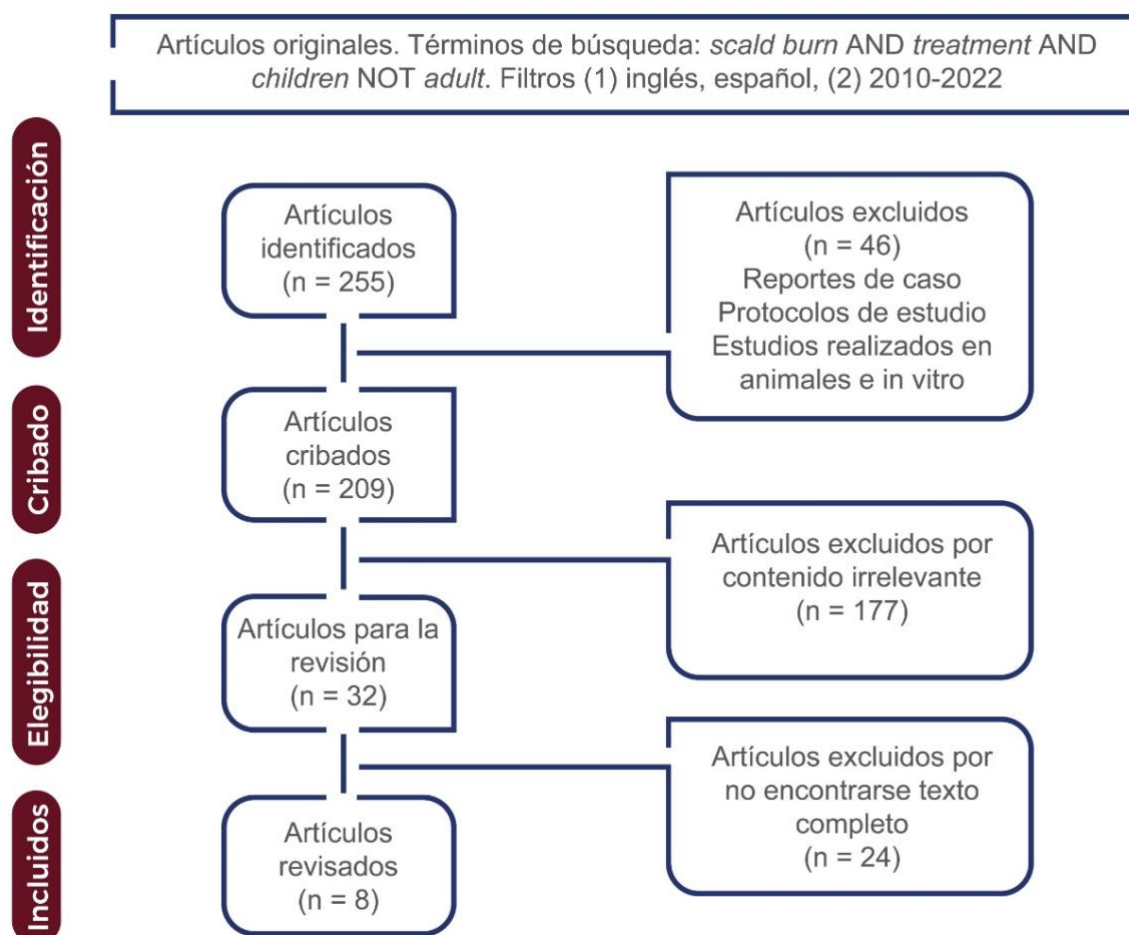 Artículos originales. Términos de búsqueda: scald burn AND treatment AND
children NOT adult. Filtros (1) inglés, español, (2) 2010-2022
Identificación
Artículos
identificados
(n = 255)
Artículos excluidos
(n = 46)
Reportes de caso
Protocolos de estudio
Estudios realizados en
animales e in vitro
Cribado
Artículos
cribados
(n = 209)
Artículos excluidos por
contenido irrelevante
(n = 177)
Elegibilidad
Artículos para la
revisión
(n = 32)
Artículos excluidos por
no encontrarse texto
completo
(n = 24)
Incluidos
Artículos
revisados
(n = 8)